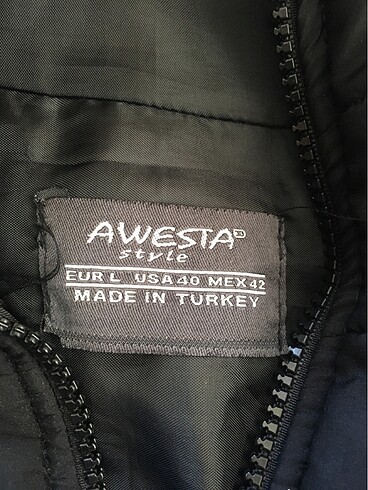 AWESTA
style
EUR L USA 40 MEX 42
MADE IN TURKEY